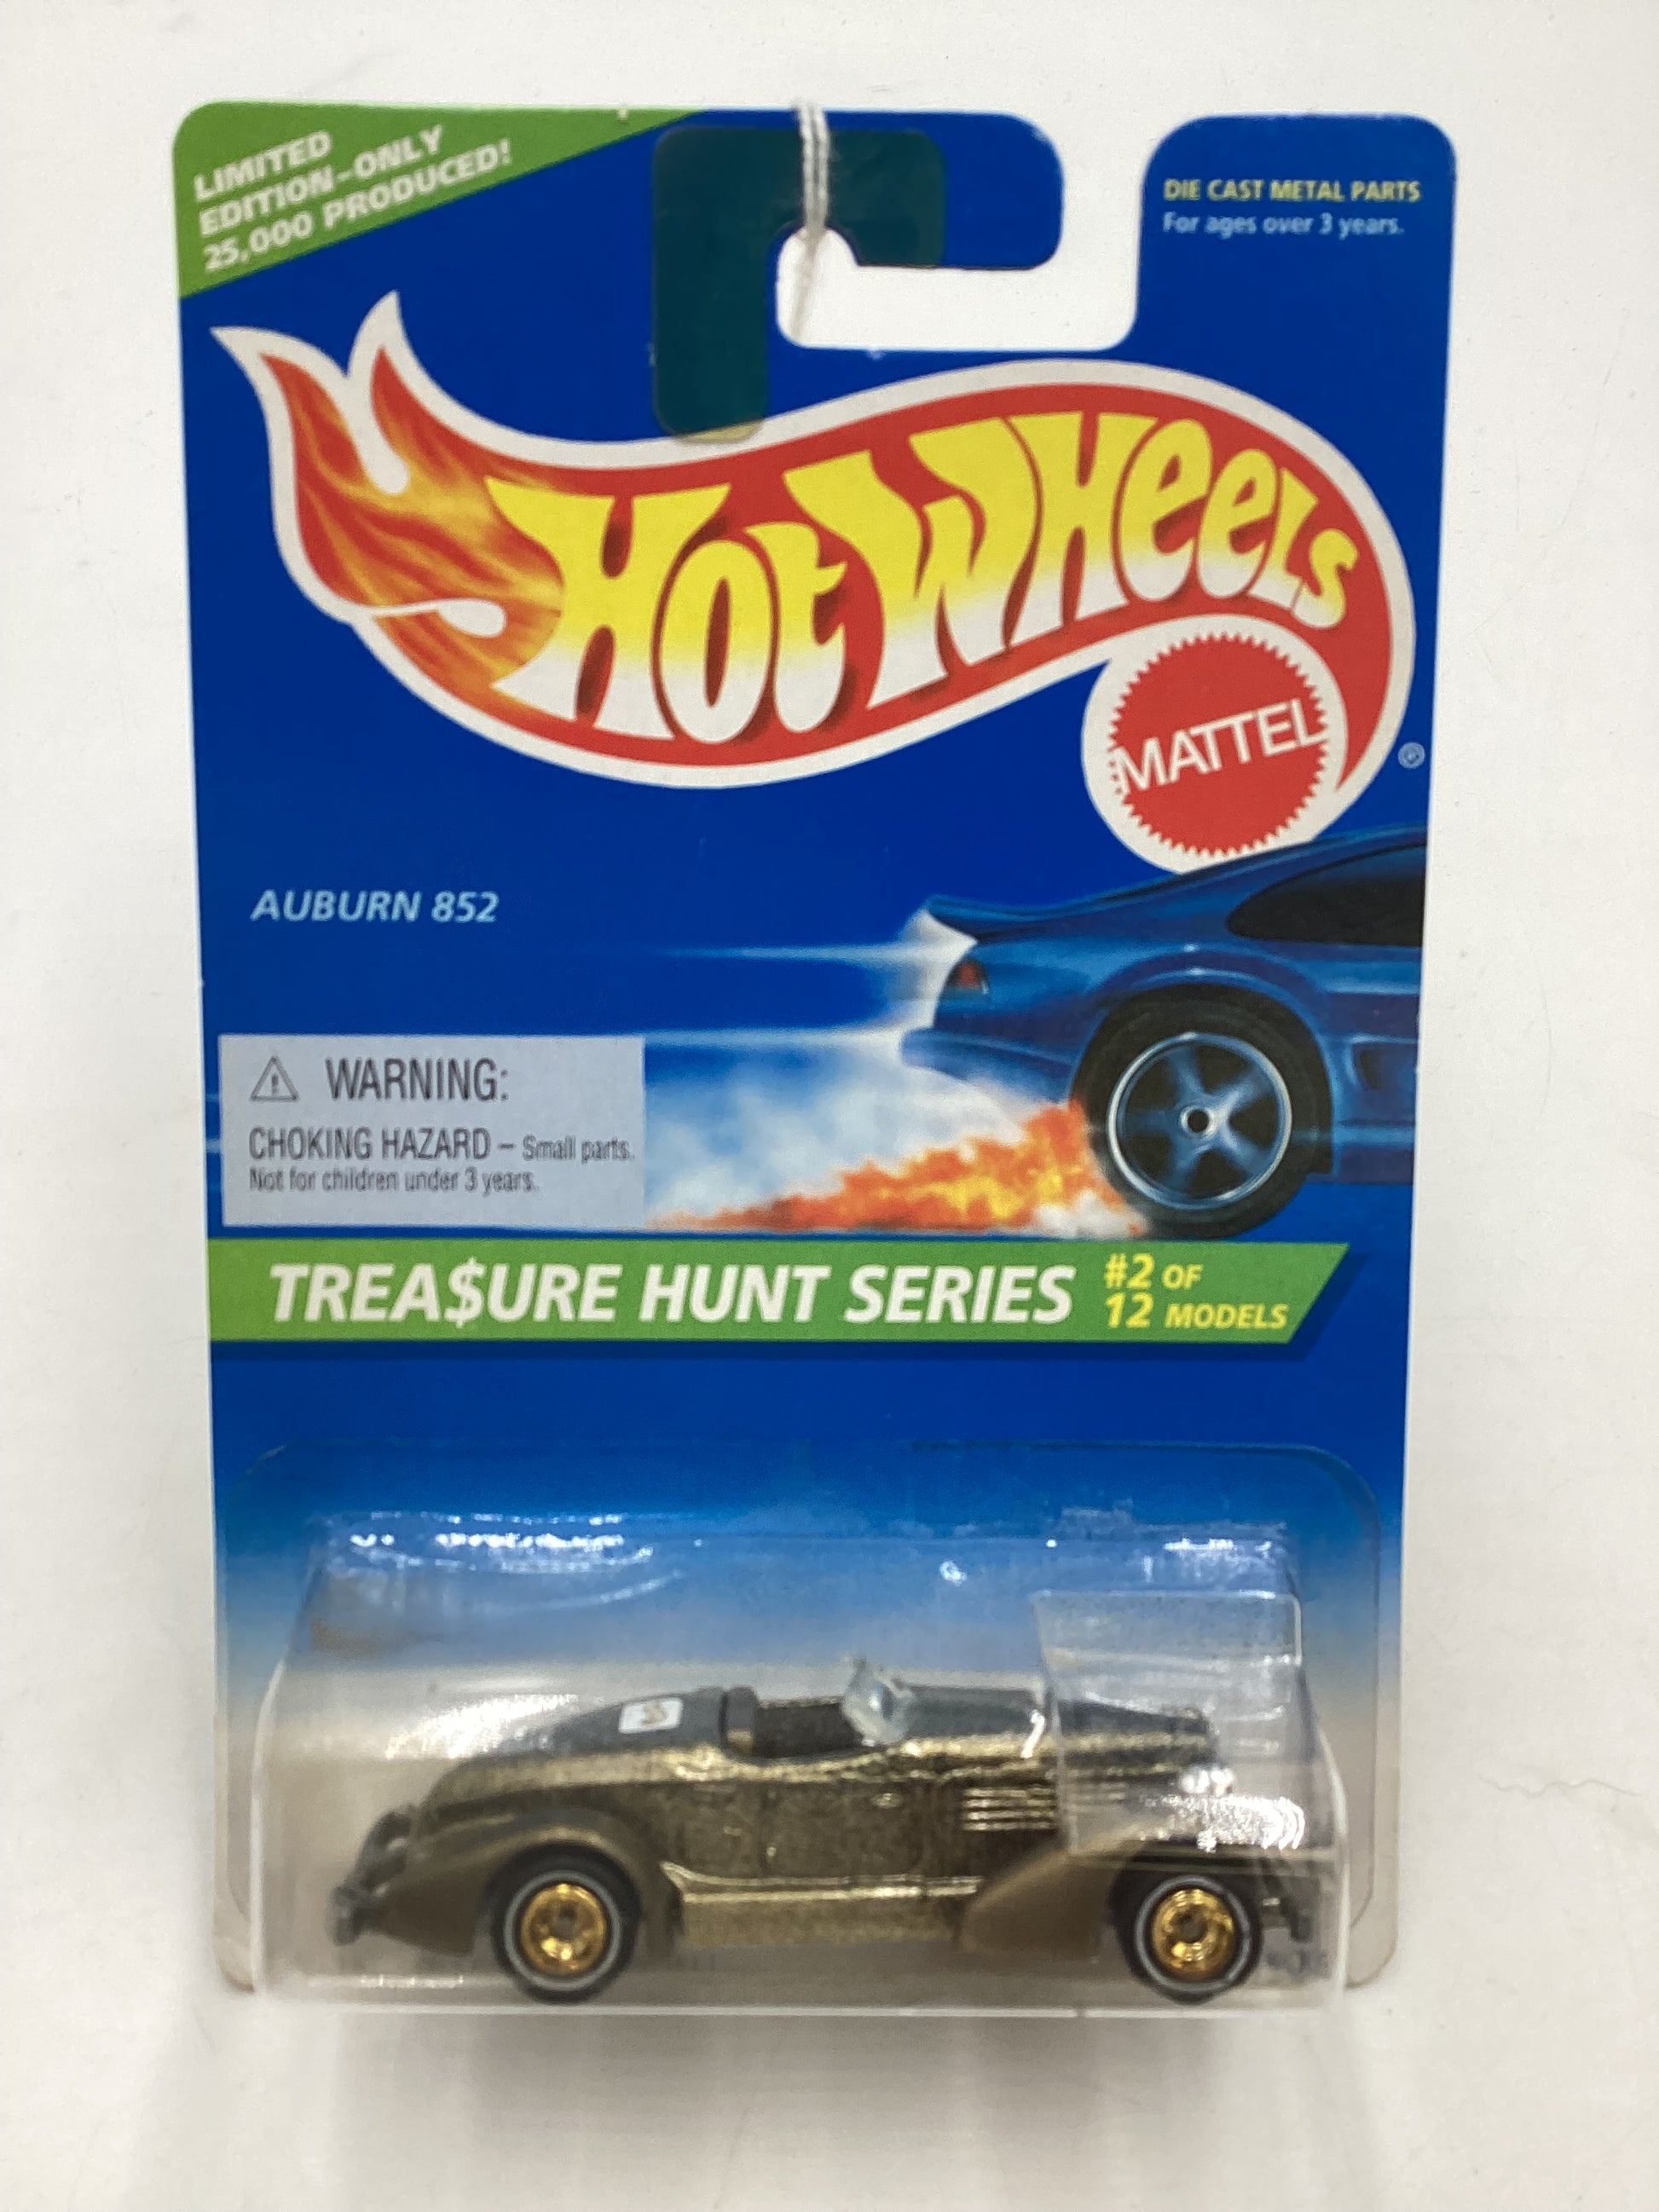 LIMITED
EDITION–ONLY
25,000 PRODUCED!
DIE CAST METAL PARTS
For ages over 3 years.
Hot Wheels
MATTEL
®
AUBURN 852
WARNING:
CHOKING HAZARD – Small parts.
Not for children under 3 years.
TREA$URE HUNT SERIES
#2 OF
12 MODELS